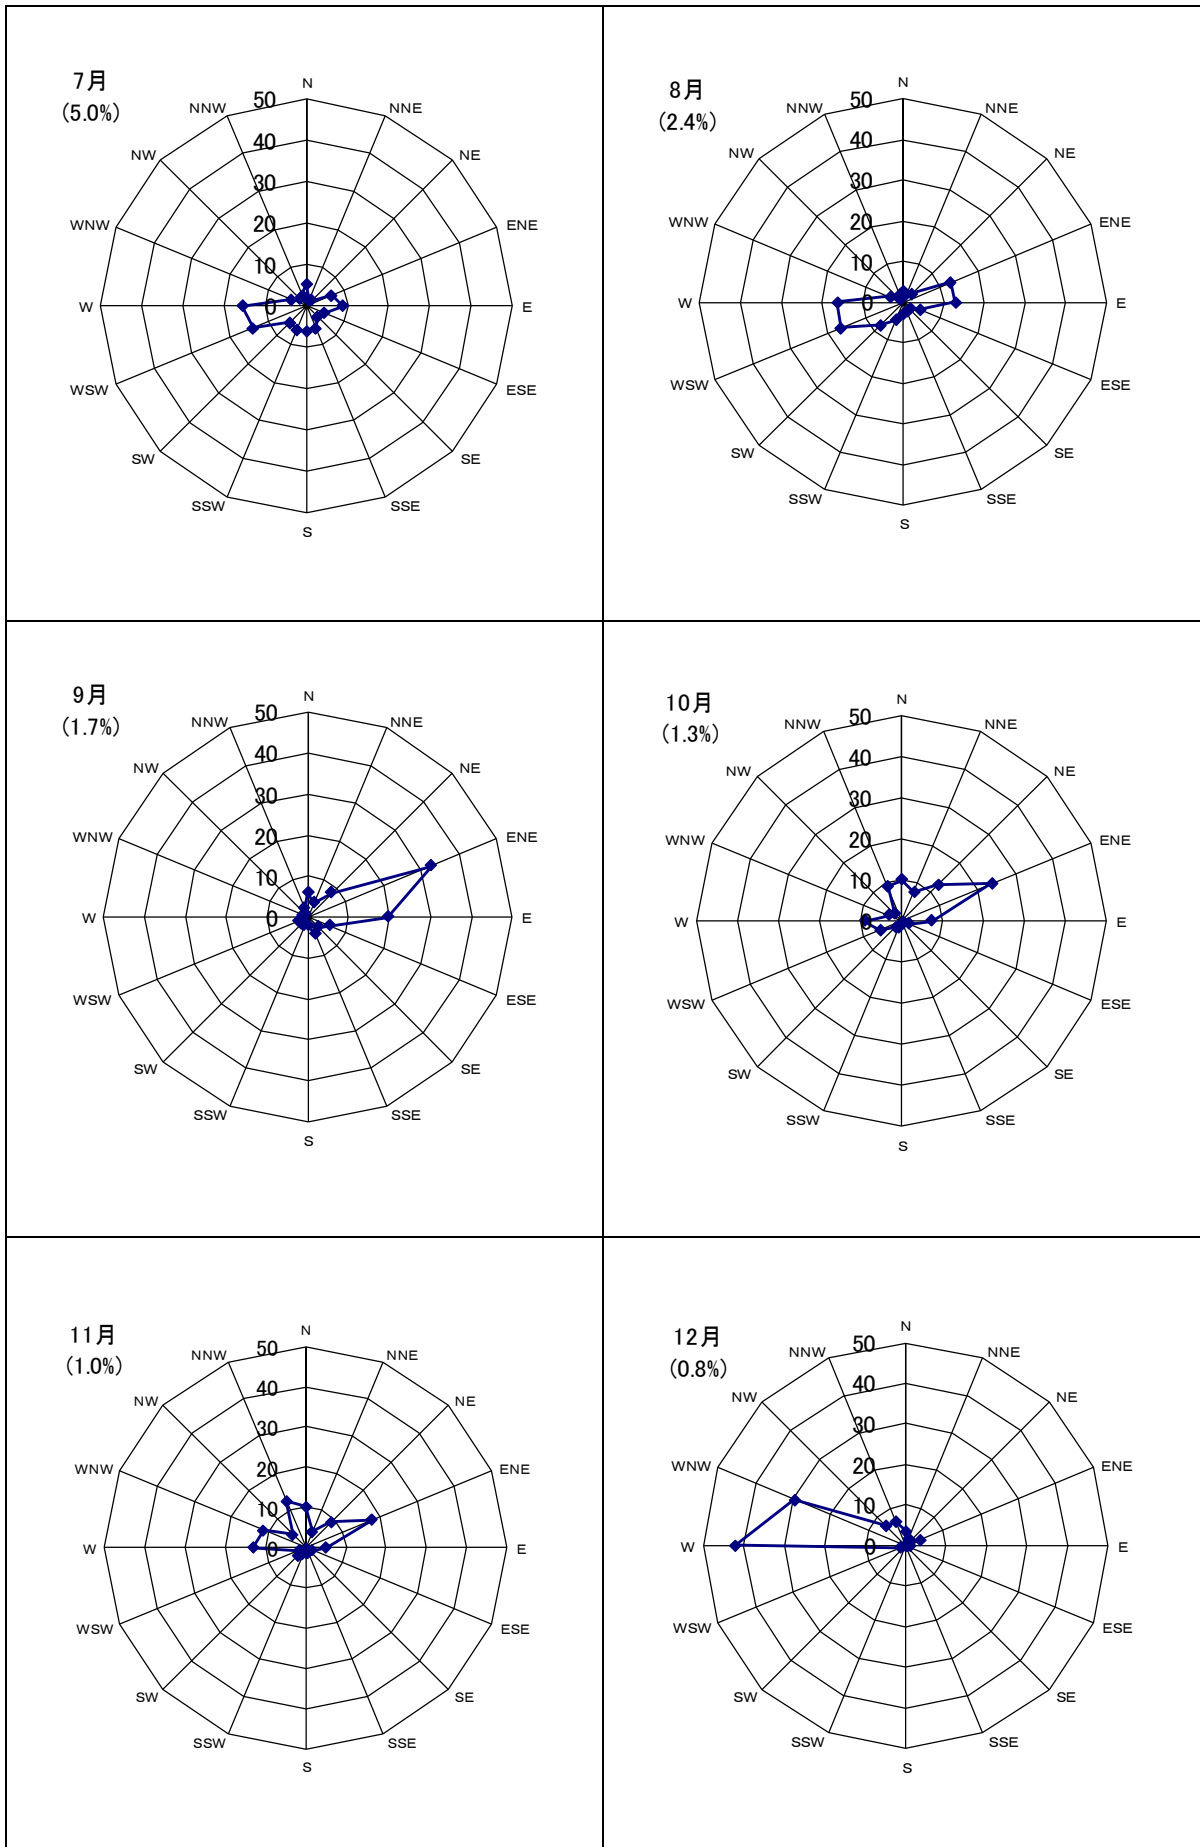 7月
(5.0%)
N
NNE
NE
ENE
E
ESE
SE
SSE
S
SSW
SW
WSW
W
WNW
NW
NNW
50
40
30
20
10
0
8月
(2.4%)
N
NNE
NE
ENE
E
ESE
SE
SSE
S
SSW
SW
WSW
W
WNW
NW
NNW
50
40
30
20
10
0
9月
(1.7%)
N
NNE
NE
ENE
E
ESE
SE
SSE
S
SSW
SW
WSW
W
WNW
NW
NNW
50
40
30
20
10
0
10月
(1.3%)
N
NNE
NE
ENE
E
ESE
SE
SSE
S
SSW
SW
WSW
W
WNW
NW
NNW
50
40
30
20
10
0
11月
(1.0%)
N
NNE
NE
ENE
E
ESE
SE
SSE
S
SSW
SW
WSW
W
WNW
NW
NNW
50
40
30
20
10
0
12月
(0.8%)
N
NNE
NE
ENE
E
ESE
SE
SSE
S
SSW
SW
WSW
W
WNW
NW
NNW
50
40
30
20
10
0